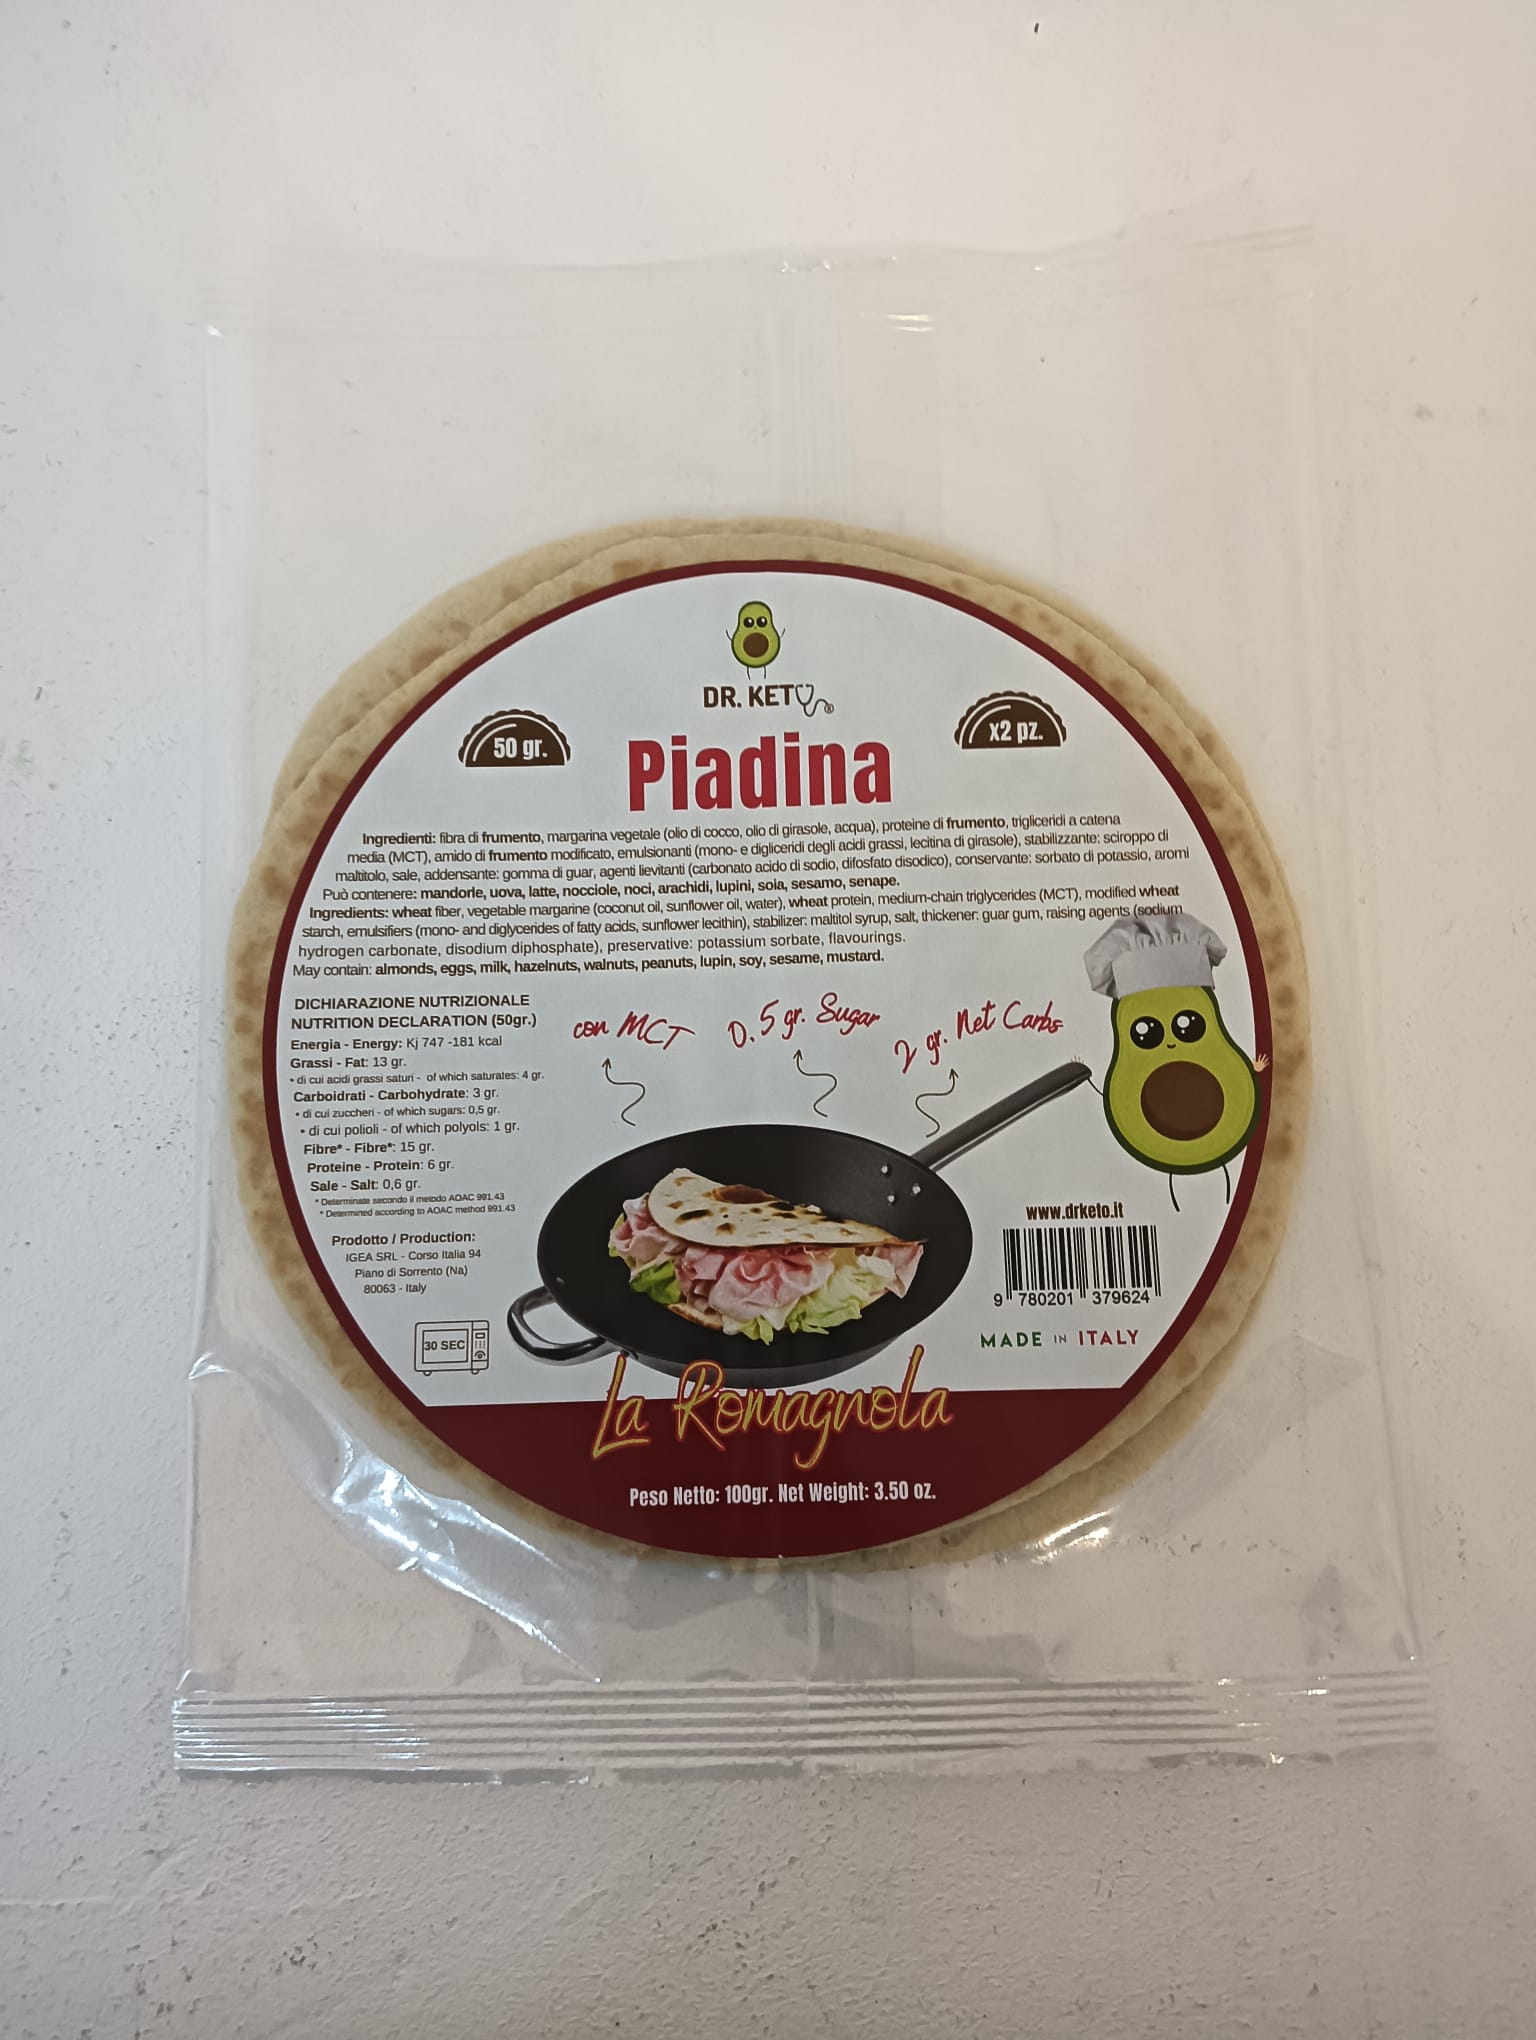 DR. KETO
50 gr.
x2 pz.
Piadina
Ingredienti: fibra di frumento, margarina vegetale (olio di cocco, olio di girasole, acqua), proteine di frumento, trigliceridi a catena
media (MCT), amido di frumento modificato, emulsionanti (mono- e digliceridi degli acidi grassi, lecitina di girasole), stabilizzante: sciroppo di
maltitolo, sale, addensante: gomma di guar, agenti lievitanti (carbonato acido di sodio, difosfato disodico), conservante: sorbato di potassio, aromi
Può contenere: mandorle, uova, latte, nocciole, noci, arachidi, lupini, soia, sesamo, senape.
Ingredients: wheat fiber, vegetable margarine (coconut oil, sunflower oil, water), wheat protein, medium-chain triglycerides (MCT), modified wheat
starch, emulsifiers (mono- and diglycerides of fatty acids, sunflower lecithin), stabilizer: maltitol syrup, salt, thickener: guar gum, raising agents (sodium
hydrogen carbonate, disodium diphosphate), preservative: potassium sorbate, flavourings.
May contain: almonds, eggs, milk, hazelnuts, walnuts, peanuts, lupin, soy, sesame, mustard.
DICHIARAZIONE NUTRIZIONALE
NUTRITION DECLARATION (50gr.)
Energia - Energy: Kj 747 -181 kcal
Grassi - Fat: 13 gr.
• di cui acidi grassi saturi - of which saturates: 4 gr.
Carboidrati - Carbohydrate: 3 gr.
• di cui zuccheri - of which sugars: 0,5 gr.
• di cui polioli - of which polyols: 1 gr.
Fibre* - Fibre*: 15 gr.
Proteine - Protein: 6 gr.
Sale - Salt: 0,6 gr.
* Determinate secondo il metodo AOAC 991.43
* Determined according to AOAC method 991.43
con MCT
0.5 gr. Sugar
2 gr. Net Carbs
Prodotto / Production:
IGEA SRL - Corso Italia 94
Piano di Sorrento (Na)
80063 - Italy
30 SEC
www.drketo.it
9 780201 379624
MADE IN ITALY
La Romagnola
Peso Netto: 100gr. Net Weight: 3.50 oz.